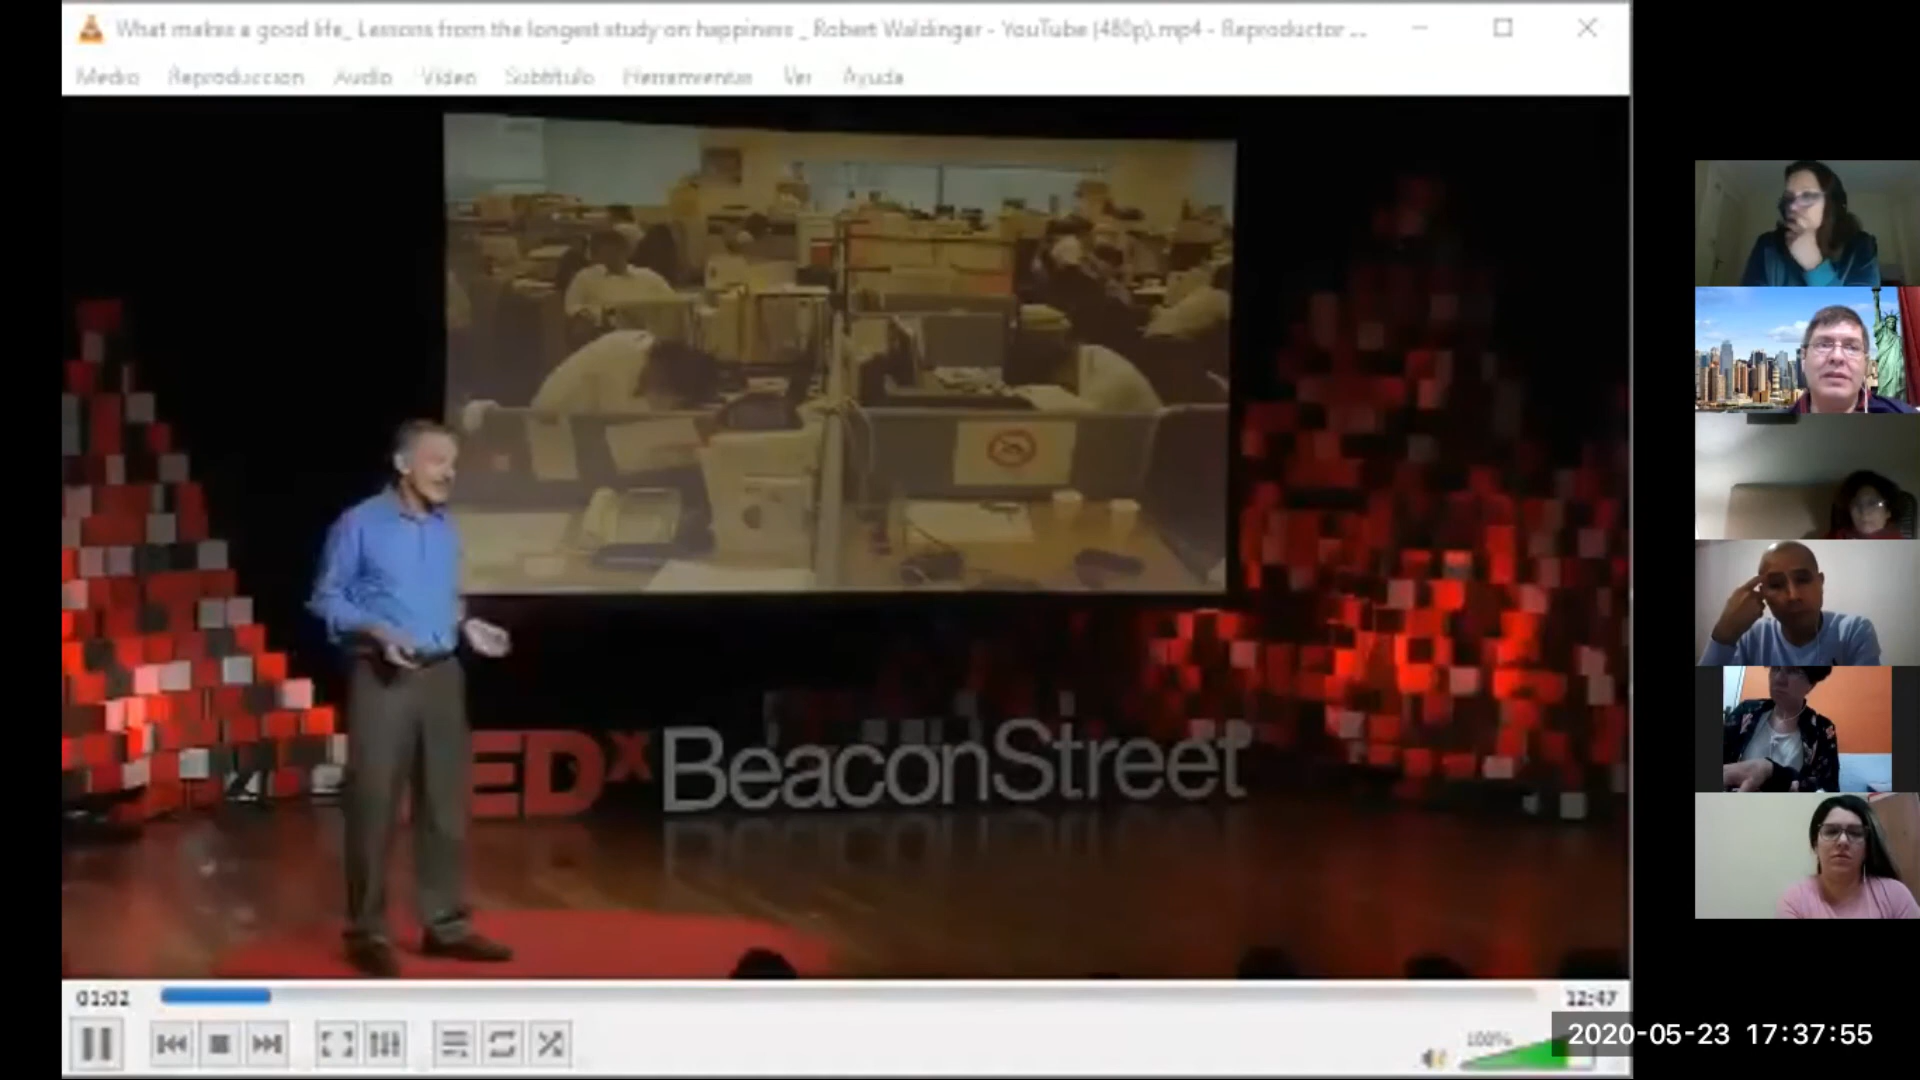 What makes a good life_ Lessons from the longest study on happiness _ Robert Waldinger - YouTube (480p).mp4 - Reproductor ...
Medio Reproducción Audio Vídeo Subtítulo Herramientas Ver Ayuda
EDx BeaconStreet
01:02
12:47
100%
2020-05-23 17:37:55